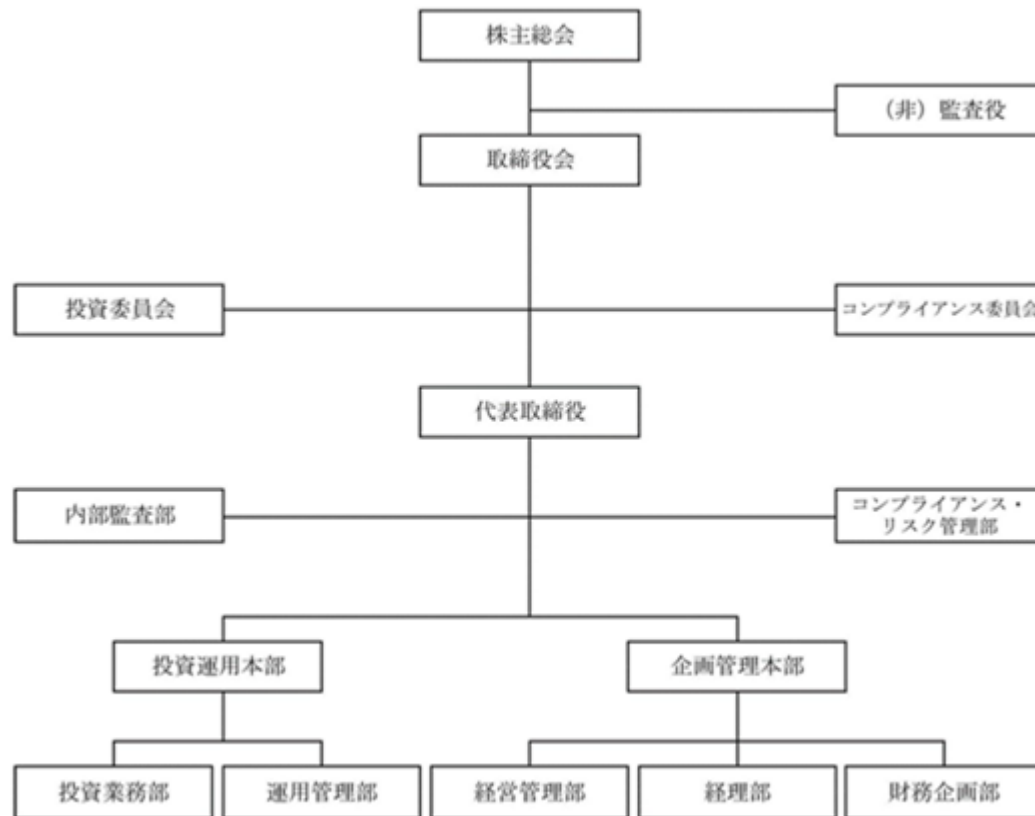 株主総会
（非）監査役
取締役会
投資委員会
コンプライアンス委員会
代表取締役
内部監査部
コンプライアンス・
リスク管理部
投資運用本部
企画管理本部
投資業務部
運用管理部
経営管理部
経理部
財務企画部